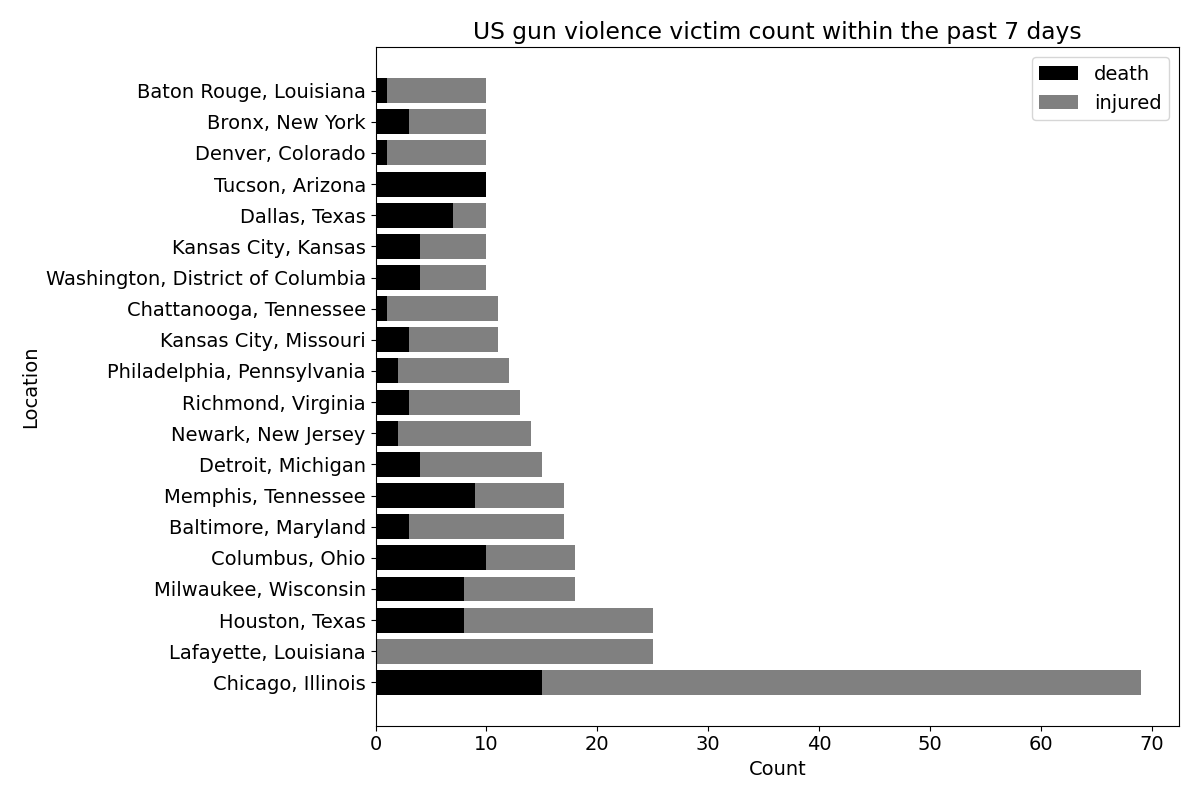 US gun violence victim count within the past 7 days
death
injured
Location
Baton Rouge, Louisiana
Bronx, New York
Denver, Colorado
Tucson, Arizona
Dallas, Texas
Kansas City, Kansas
Washington, District of Columbia
Chattanooga, Tennessee
Kansas City, Missouri
Philadelphia, Pennsylvania
Richmond, Virginia
Newark, New Jersey
Detroit, Michigan
Memphis, Tennessee
Baltimore, Maryland
Columbus, Ohio
Milwaukee, Wisconsin
Houston, Texas
Lafayette, Louisiana
Chicago, Illinois
0 10 20 30 40 50 60 70
Count